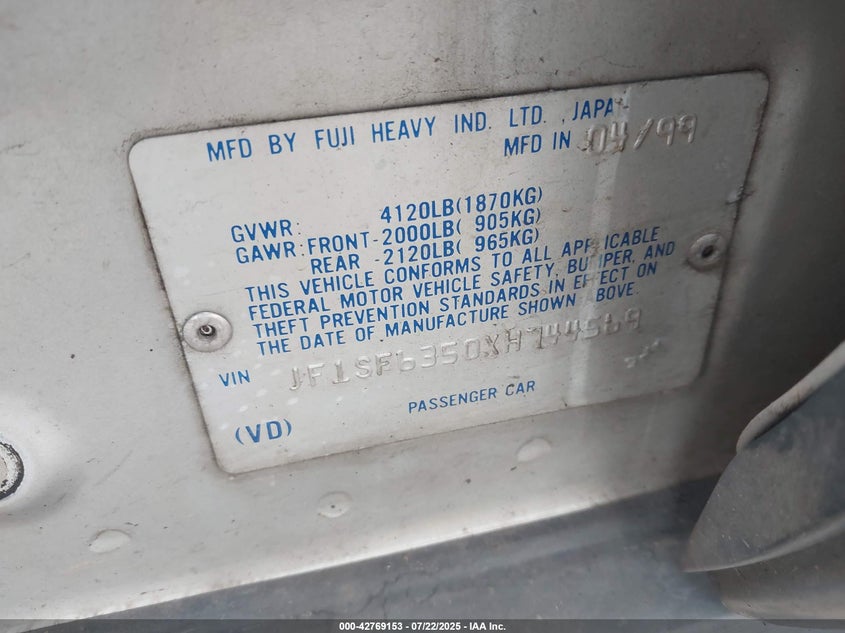 MFD BY FUJI HEAVY IND. LTD. , JAPAN
MFD IN 04/99
GVWR: 4120LB(1870KG)
GAWR: FRONT-2000LB( 905KG)
REAR -2120LB( 965KG)
THIS VEHICLE CONFORMS TO ALL APPLICABLE
FEDERAL MOTOR VEHICLE SAFETY, BUMPER, AND
THEFT PREVENTION STANDARDS IN EFFECT ON
THE DATE OF MANUFACTURE SHOWN ABOVE.
VIN JF1SF6350XH744569
PASSENGER CAR
(VD)
000-42769153 - 07/22/2025 - IAA Inc.